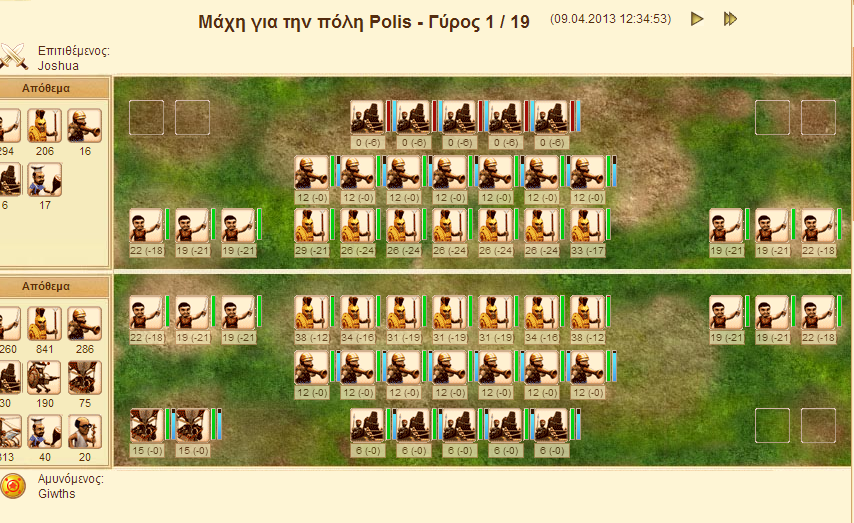 Μάχη για την πόλη Polis - Γύρος 1 / 19 (09.04.2013 12:34:53)
Επιτιθέμενος:
Joshua
Απόθεμα
294 206 16
6 17
0 (-6) 0 (-6) 0 (-6) 0 (-6) 0 (-6)
12 (-0) 12 (-0) 12 (-0) 12 (-0) 12 (-0) 12 (-0) 12 (-0)
22 (-18) 19 (-21) 19 (-21) 29 (-21) 26 (-24) 26 (-24) 26 (-24) 26 (-24) 26 (-24) 33 (-17) 19 (-21) 19 (-21) 22 (-18)
Απόθεμα
260 841 286
30 190 75
313 40 20
22 (-18) 19 (-21) 19 (-21) 38 (-12) 34 (-16) 31 (-19) 31 (-19) 31 (-19) 34 (-16) 38 (-12) 19 (-21) 19 (-21) 22 (-18)
12 (-0) 12 (-0) 12 (-0) 12 (-0) 12 (-0) 12 (-0) 12 (-0)
15 (-0) 15 (-0) 6 (-0) 6 (-0) 6 (-0) 6 (-0) 6 (-0)
Αμυνόμενος:
Giwths